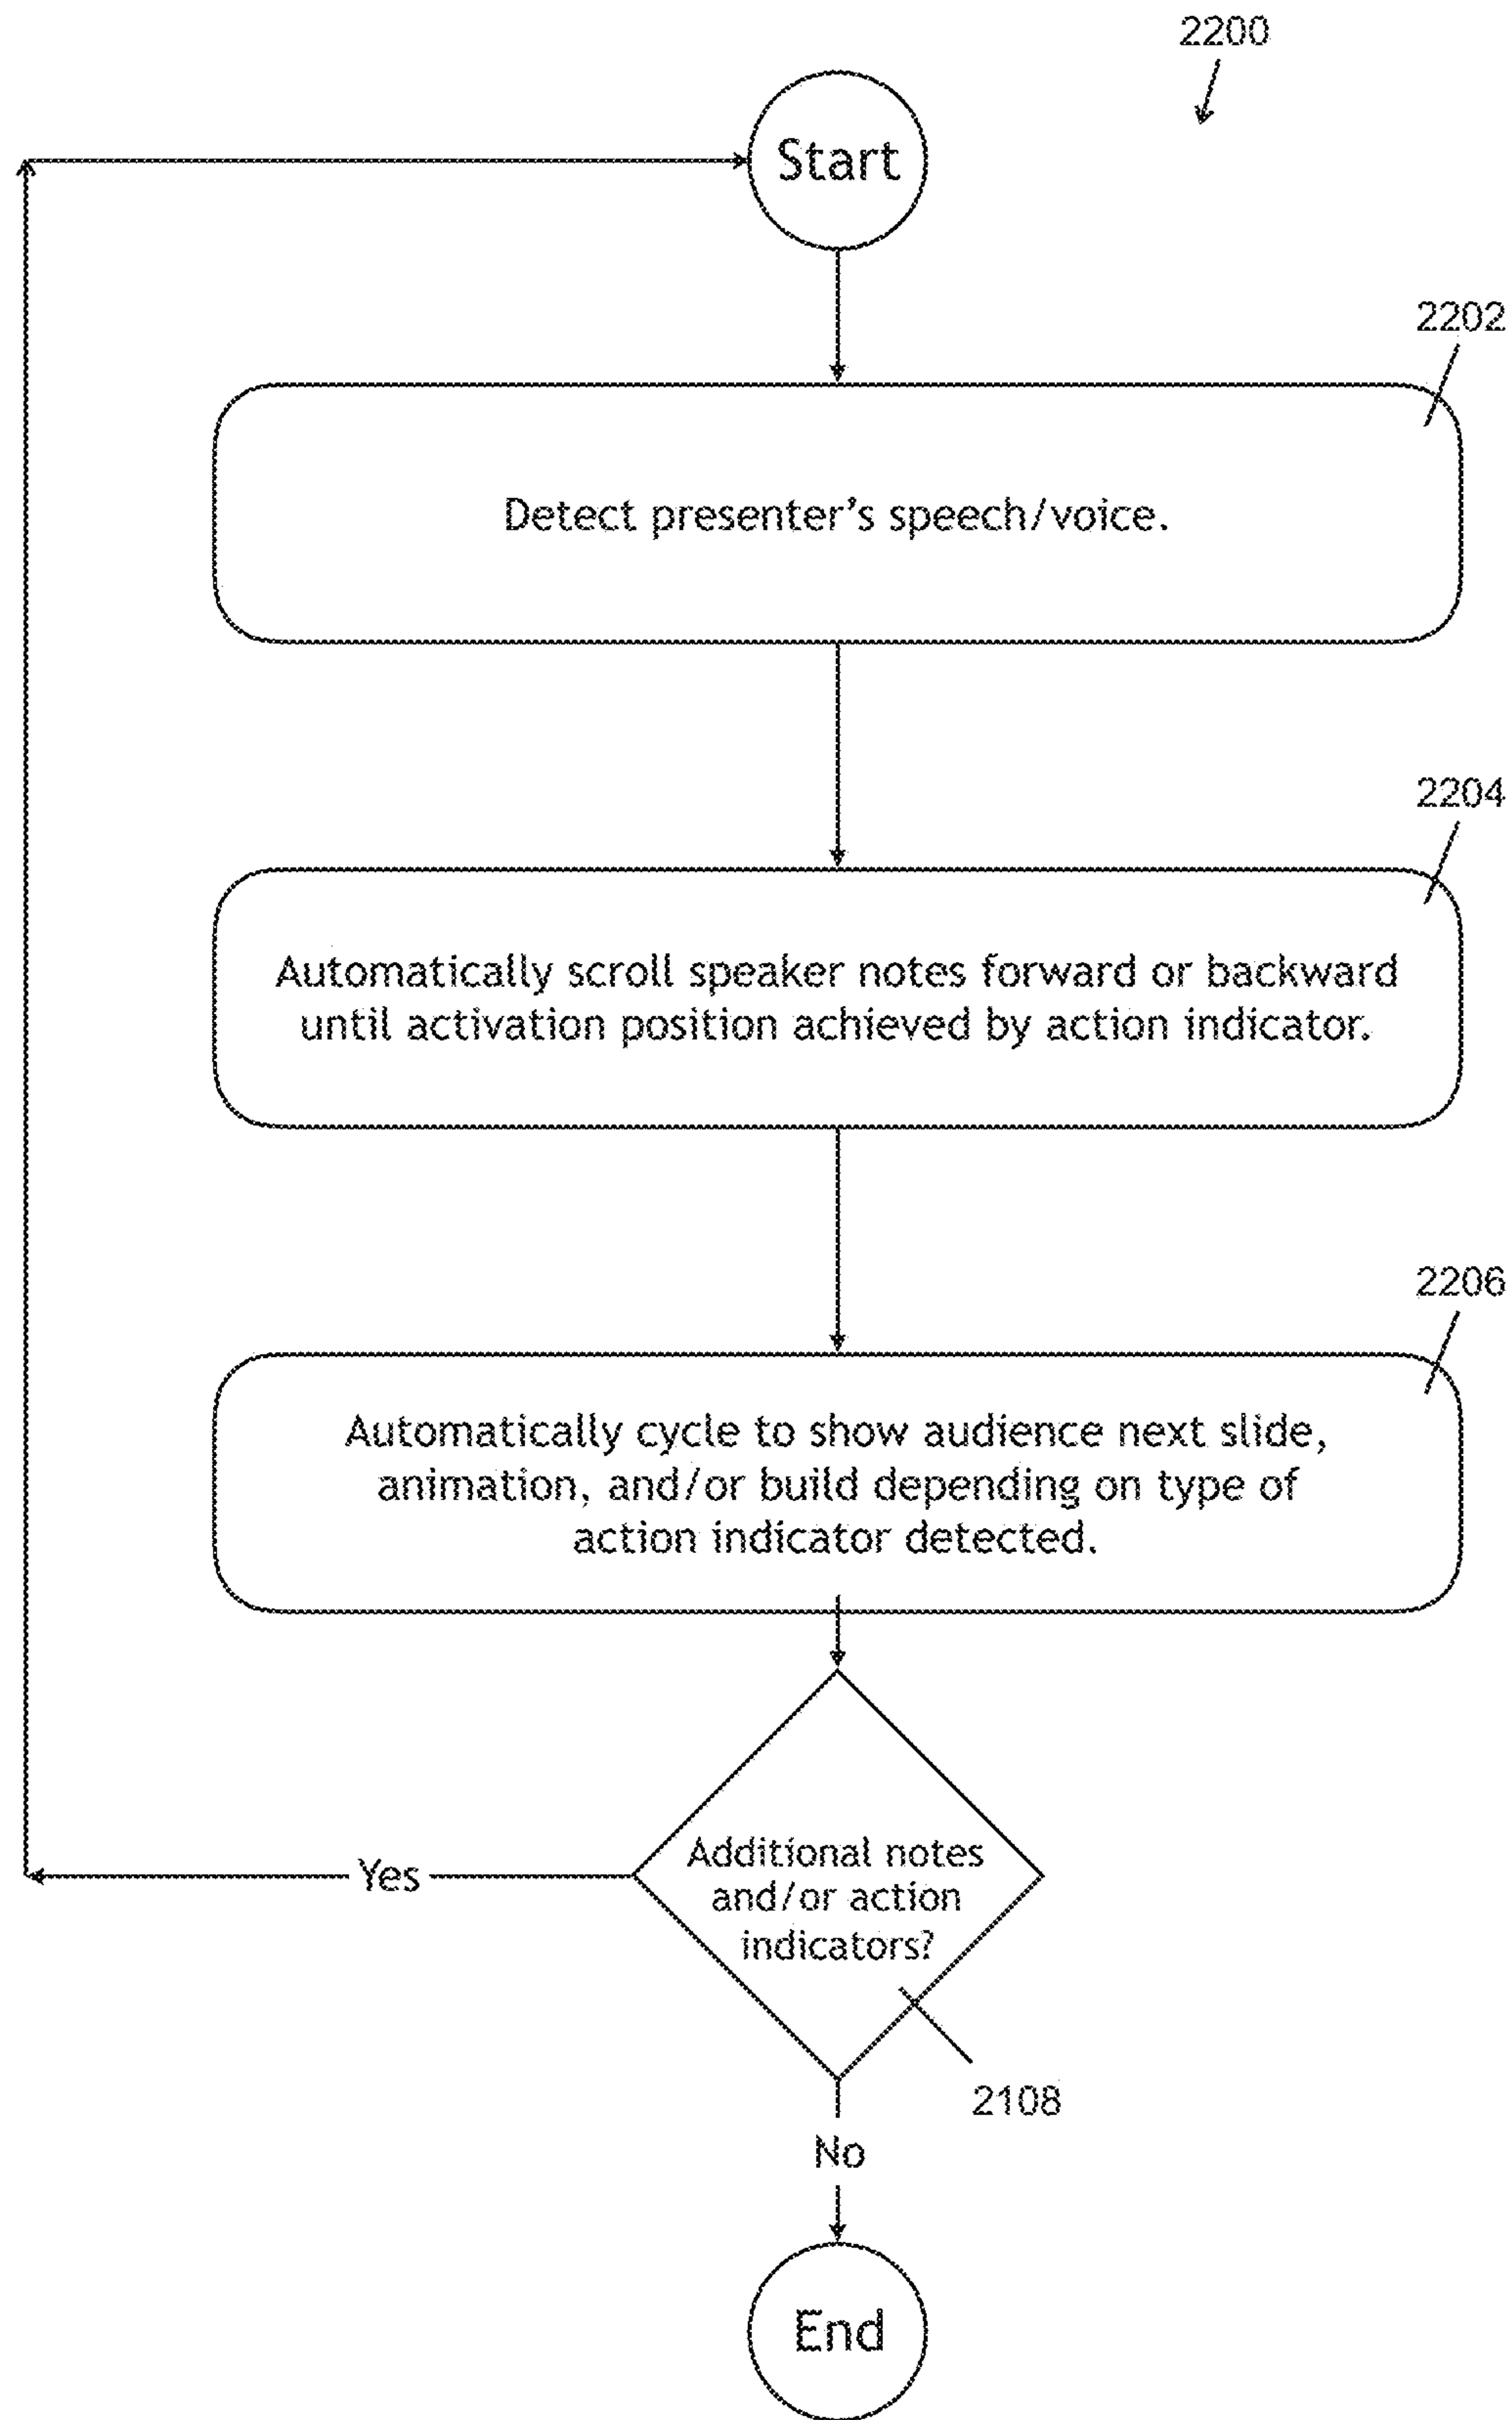 2200
Start
2202
Detect presenter's speech/voice.
2204
Automatically scroll speaker notes forward or backward
until activation position achieved by action indicator.
2206
Automatically cycle to show audience next slide,
animation, and/or build depending on type of
action indicator detected.
Additional notes
and/or action
indicators?
Yes
2108
No
End